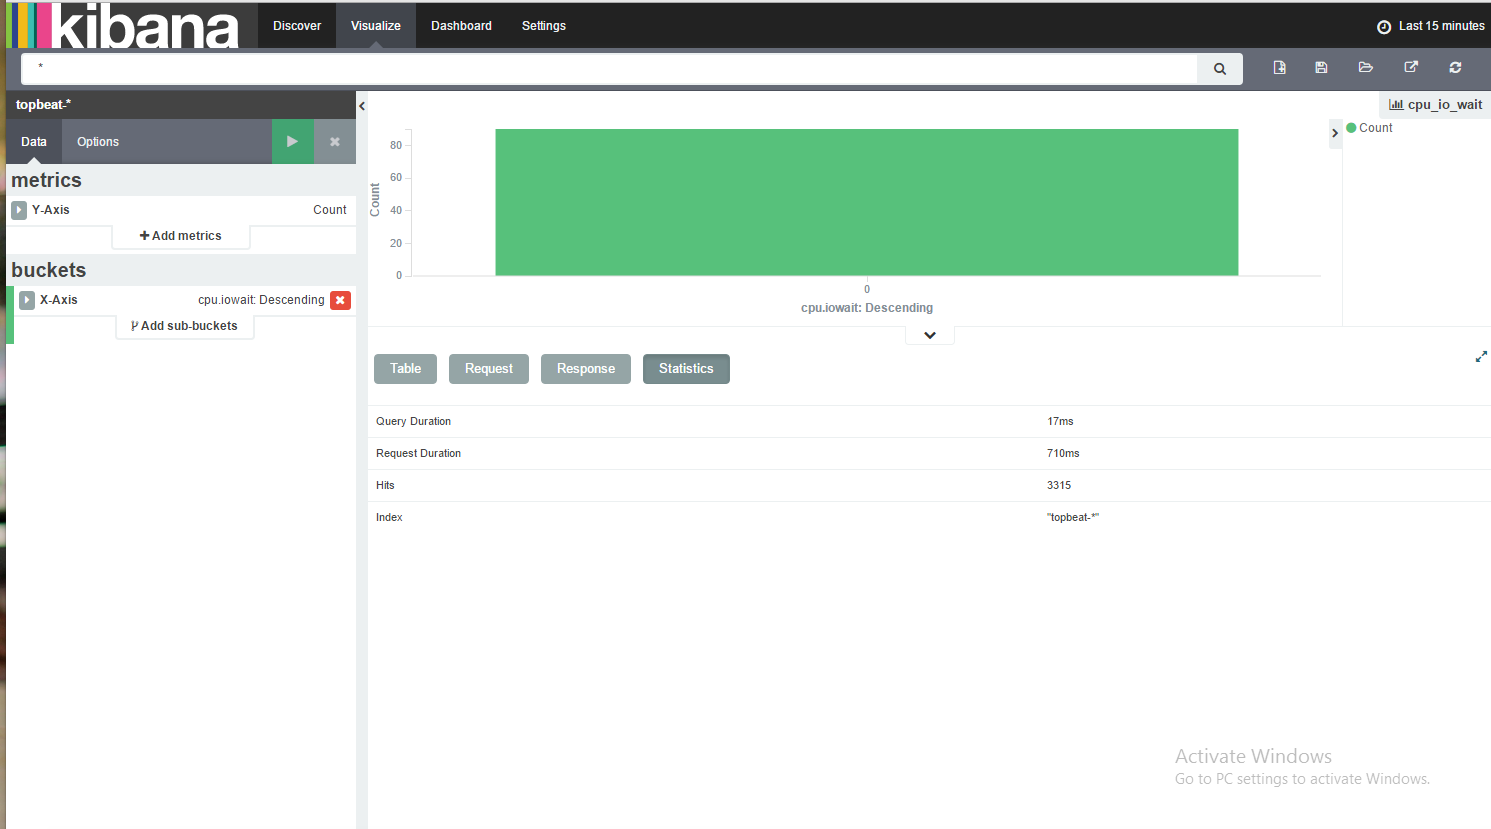 kibana
Discover
Visualize
Dashboard
Settings
Last 15 minutes
*
topbeat-*
cpu_io_wait
Data
Options
metrics
Y-Axis
Count
Add metrics
buckets
X-Axis
cpu.iowait: Descending
Add sub-buckets
Count
80
60
40
20
0
Count
0
cpu.iowait: Descending
Table
Request
Response
Statistics
Query Duration
17ms
Request Duration
710ms
Hits
3315
Index
"topbeat-*"
Activate Windows
Go to PC settings to activate Windows.